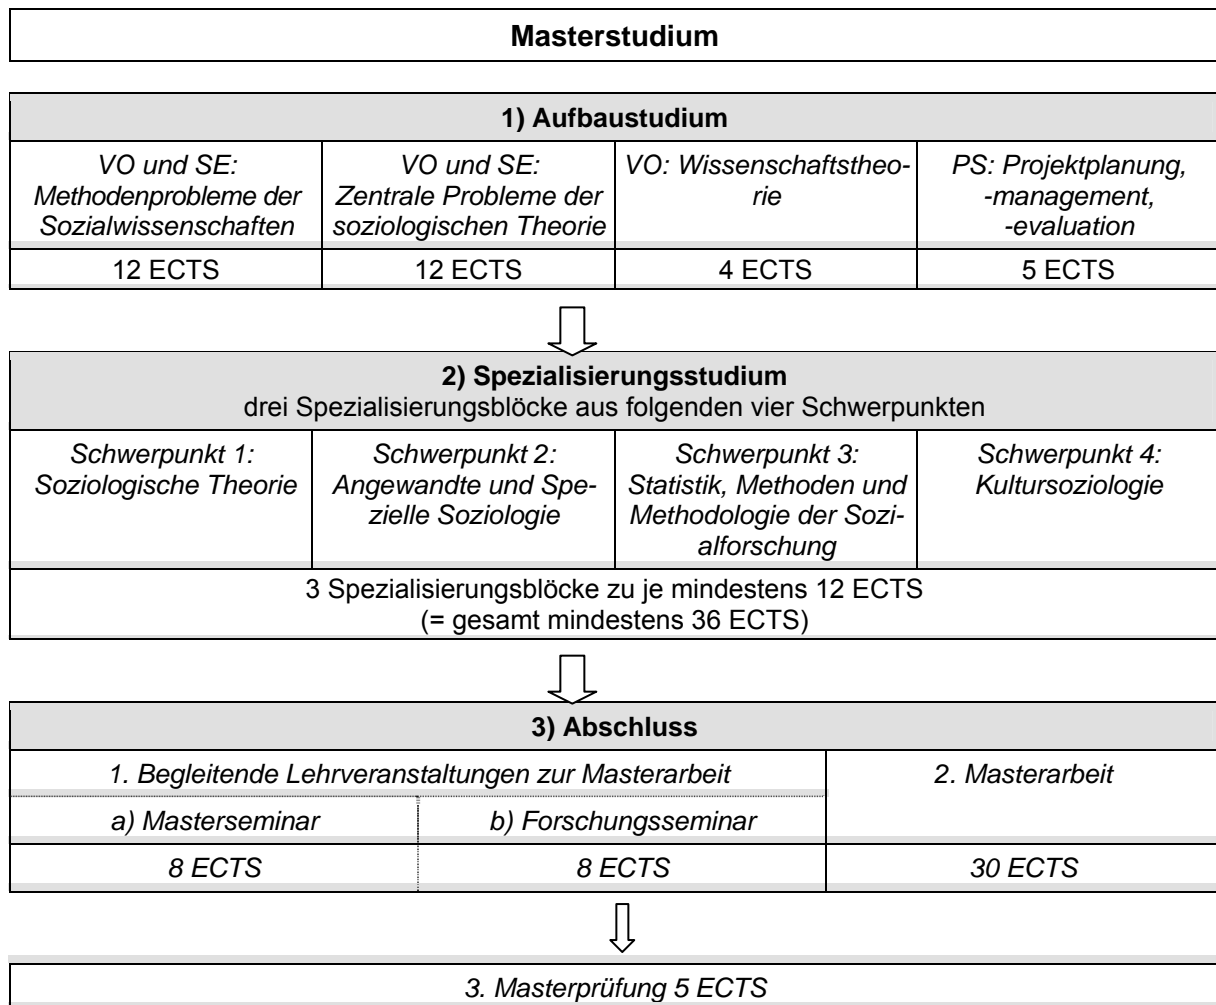 Masterstudium
1) Aufbaustudium
VO und SE:
Methodenprobleme der
Sozialwissenschaften
VO und SE:
Zentrale Probleme der
soziologischen Theorie
VO: Wissenschaftstheo-
rie
PS: Projektplanung,
-management,
-evaluation
12 ECTS
12 ECTS
4 ECTS
5 ECTS
2) Spezialisierungsstudium
drei Spezialisierungsblöcke aus folgenden vier Schwerpunkten
Schwerpunkt 1:
Soziologische Theorie
Schwerpunkt 2:
Angewandte und Spe-
zielle Soziologie
Schwerpunkt 3:
Statistik, Methoden und
Methodologie der Sozi-
alforschung
Schwerpunkt 4:
Kultursoziologie
3 Spezialisierungsblöcke zu je mindestens 12 ECTS
(= gesamt mindestens 36 ECTS)
3) Abschluss
1. Begleitende Lehrveranstaltungen zur Masterarbeit
2. Masterarbeit
a) Masterseminar
b) Forschungsseminar
8 ECTS
8 ECTS
30 ECTS
3. Masterprüfung 5 ECTS